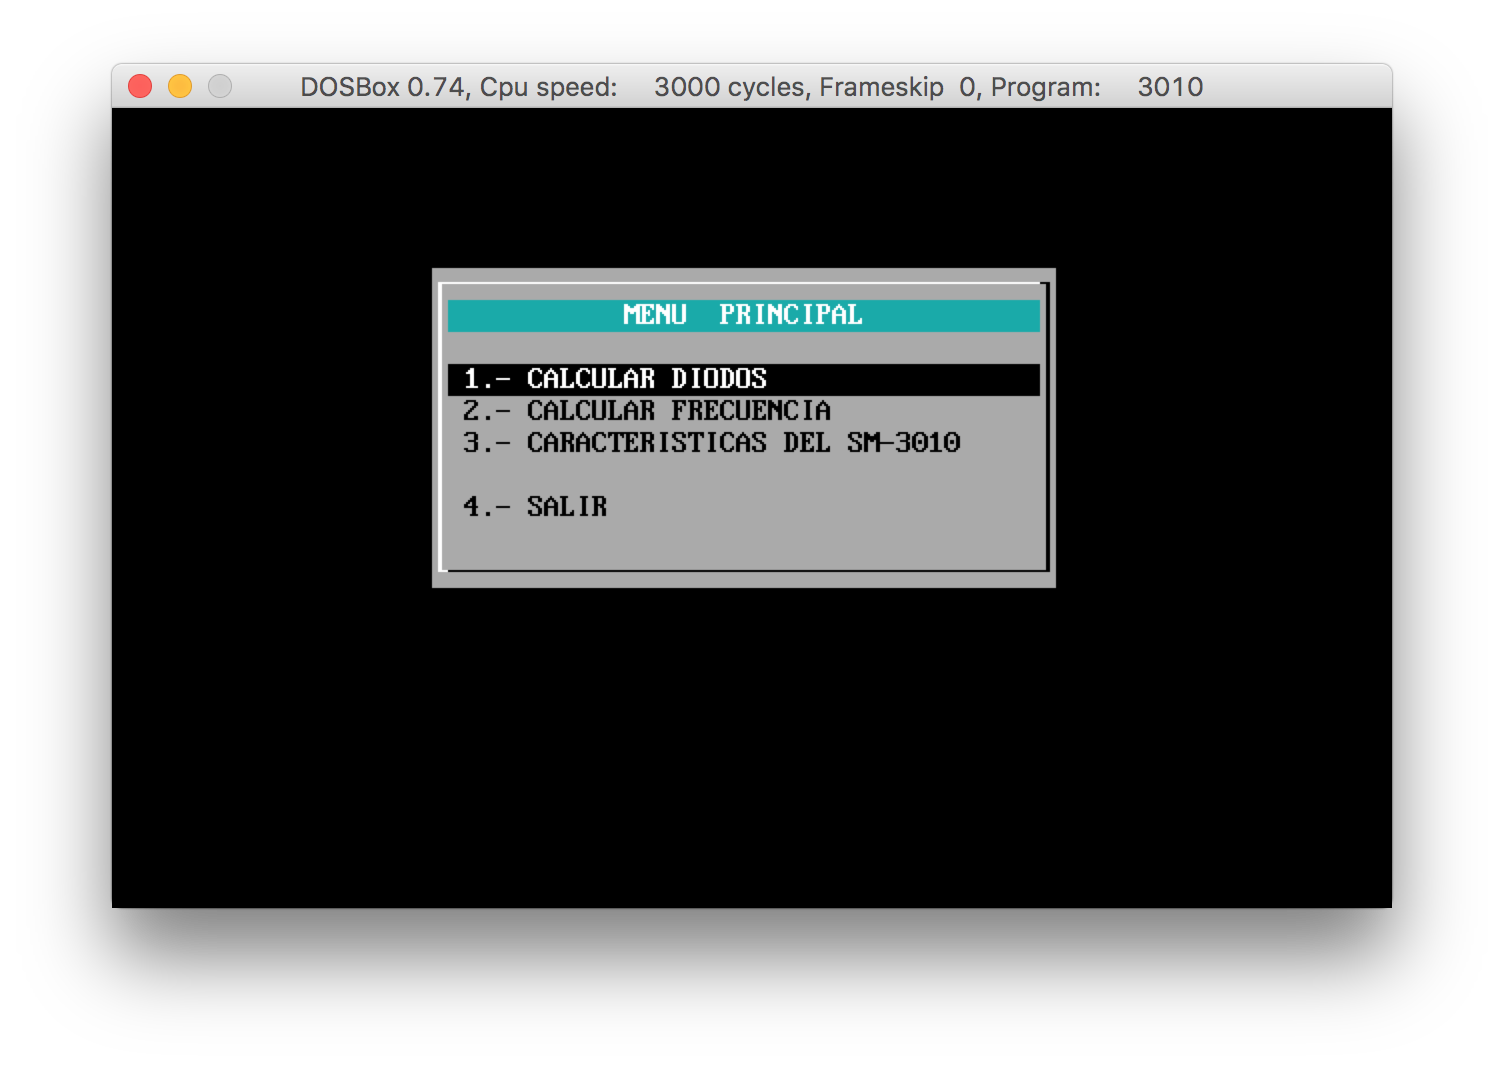 DOSBox 0.74, Cpu speed: 3000 cycles, Frameskip 0, Program: 3010
MENU PRINCIPAL
1.- CALCULAR DIODOS
2.- CALCULAR FRECUENCIA
3.- CARACTERISTICAS DEL SM-3010
4.- SALIR